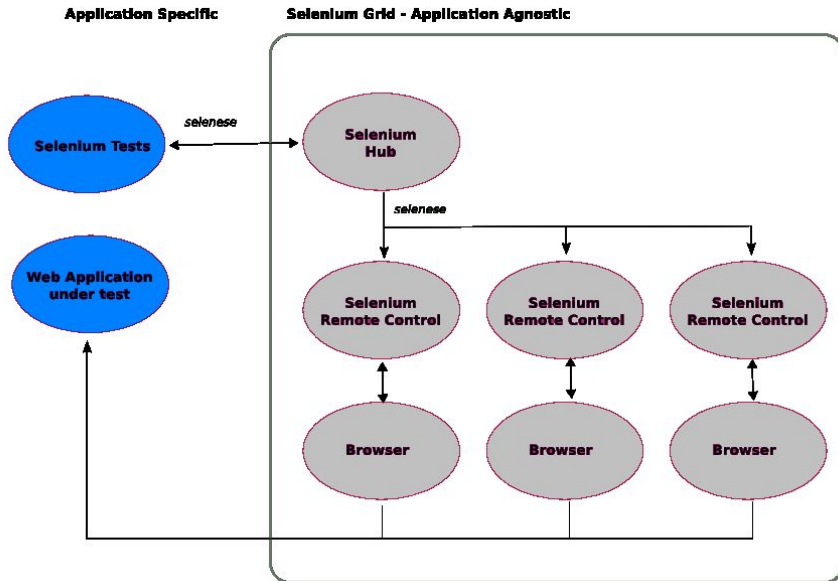 Application Specific
Selenium Grid - Application Agnostic
selenese
Selenium Tests
Selenium
Hub
selenese
Web Application
under test
Selenium
Remote Control
Selenium
Remote Control
Selenium
Remote Control
Browser
Browser
Browser